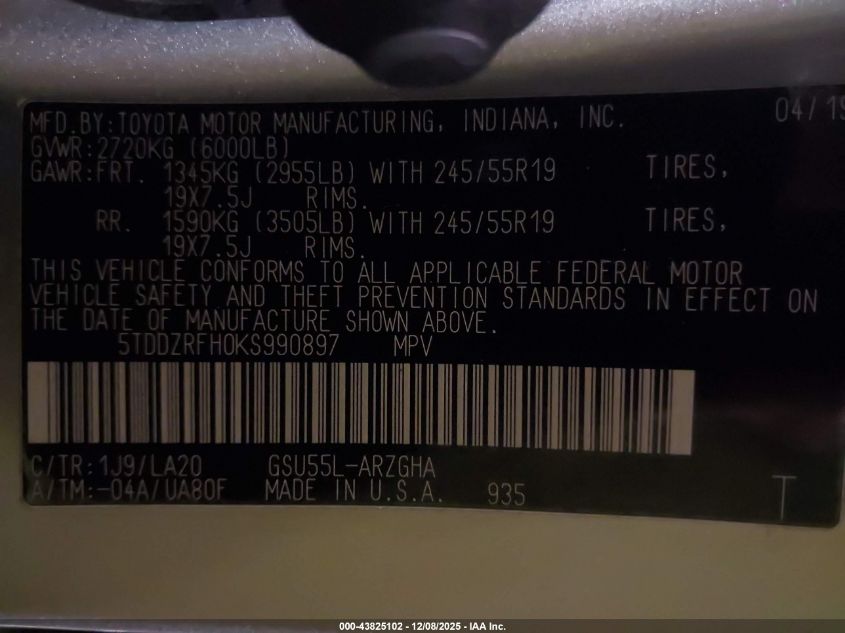 MFD.BY:TOYOTA MOTOR MANUFACTURING, INDIANA, INC. 04/19
GVWR:2720KG (6000LB)
GAWR:FRT. 1345KG (2955LB) WITH 245/55R19 TIRES,
19X7.5J RIMS.
RR. 1590KG (3505LB) WITH 245/55R19 TIRES,
19X7.5J RIMS.
THIS VEHICLE CONFORMS TO ALL APPLICABLE FEDERAL MOTOR
VEHICLE SAFETY AND THEFT PREVENTION STANDARDS IN EFFECT ON
THE DATE OF MANUFACTURE SHOWN ABOVE.
5TDDZRFH0KS990897 MPV
C/TR:1J9/LA20 GSU55L-ARZGHA
A/TM:-04A/UA80F MADE IN U.S.A. 935 T
000-43825102 - 12/08/2025 - IAA Inc.